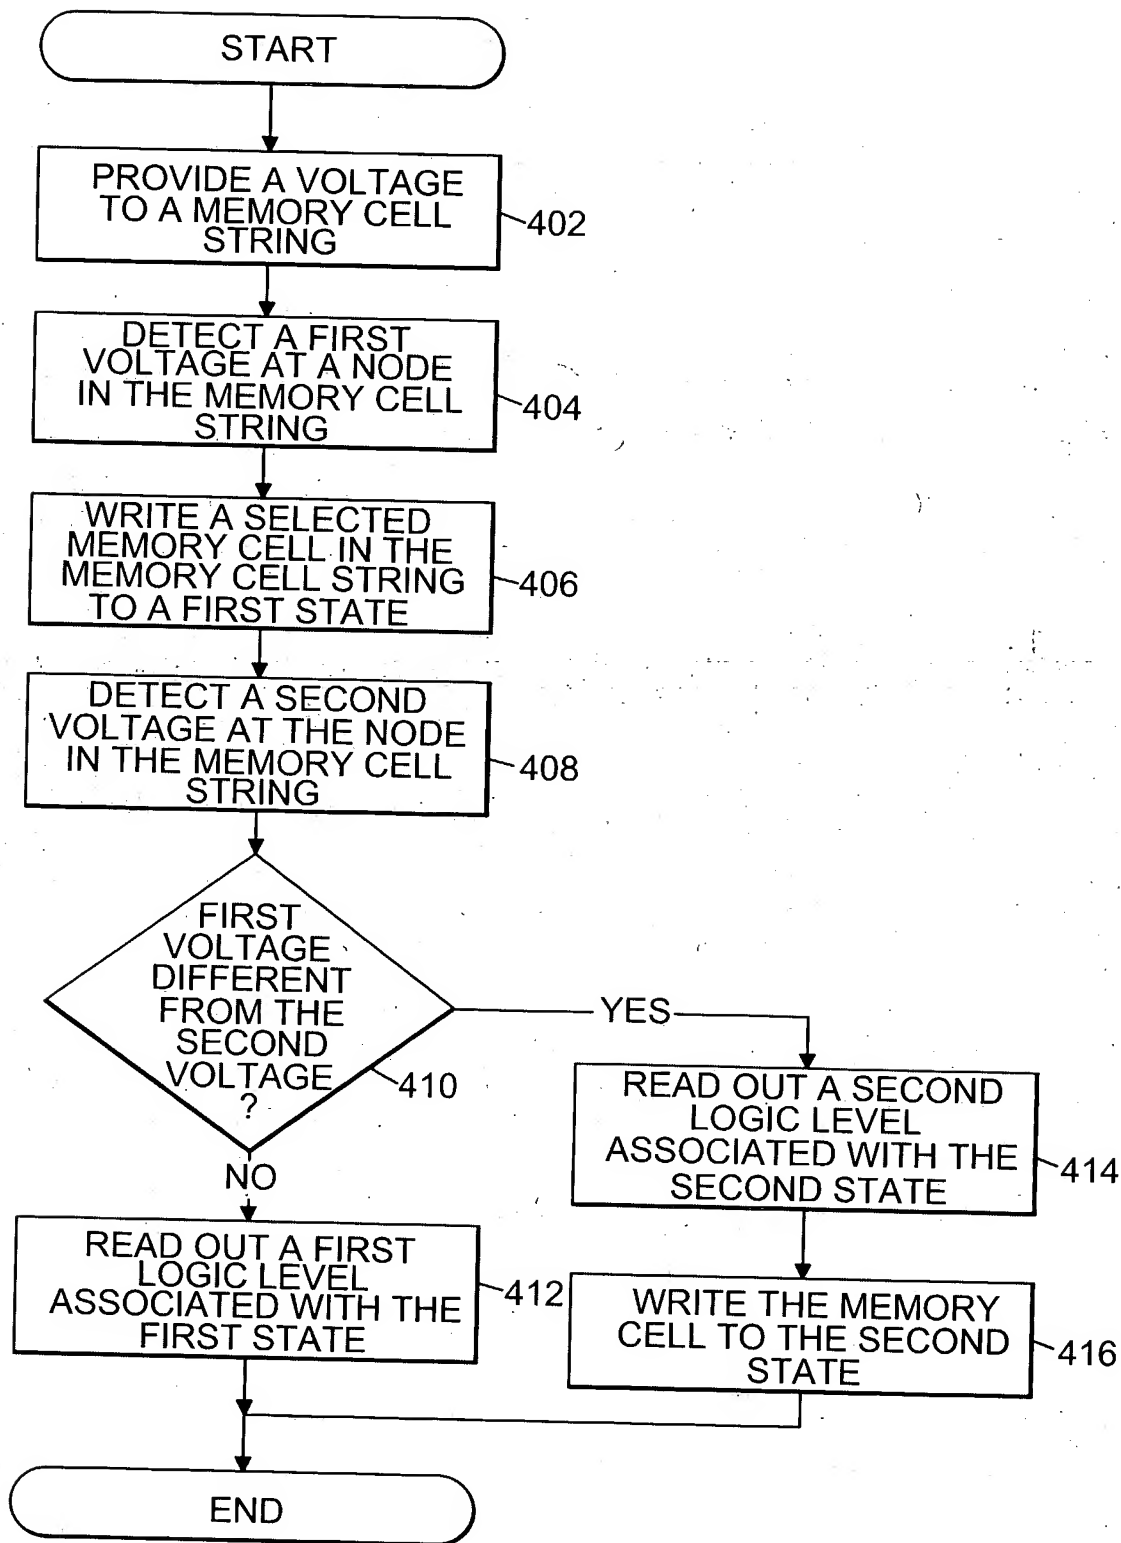 START
PROVIDE A VOLTAGE
TO A MEMORY CELL
STRING
402
DETECT A FIRST
VOLTAGE AT A NODE
IN THE MEMORY CELL
STRING
404
WRITE A SELECTED
MEMORY CELL IN THE
MEMORY CELL STRING
TO A FIRST STATE
406
DETECT A SECOND
VOLTAGE AT THE NODE
IN THE MEMORY CELL
STRING
408
FIRST
VOLTAGE
DIFFERENT
FROM THE
SECOND
VOLTAGE
?
410
YES
NO
READ OUT A SECOND
LOGIC LEVEL
ASSOCIATED WITH THE
SECOND STATE
414
READ OUT A FIRST
LOGIC LEVEL
ASSOCIATED WITH THE
FIRST STATE
412
WRITE THE MEMORY
CELL TO THE SECOND
STATE
416
END